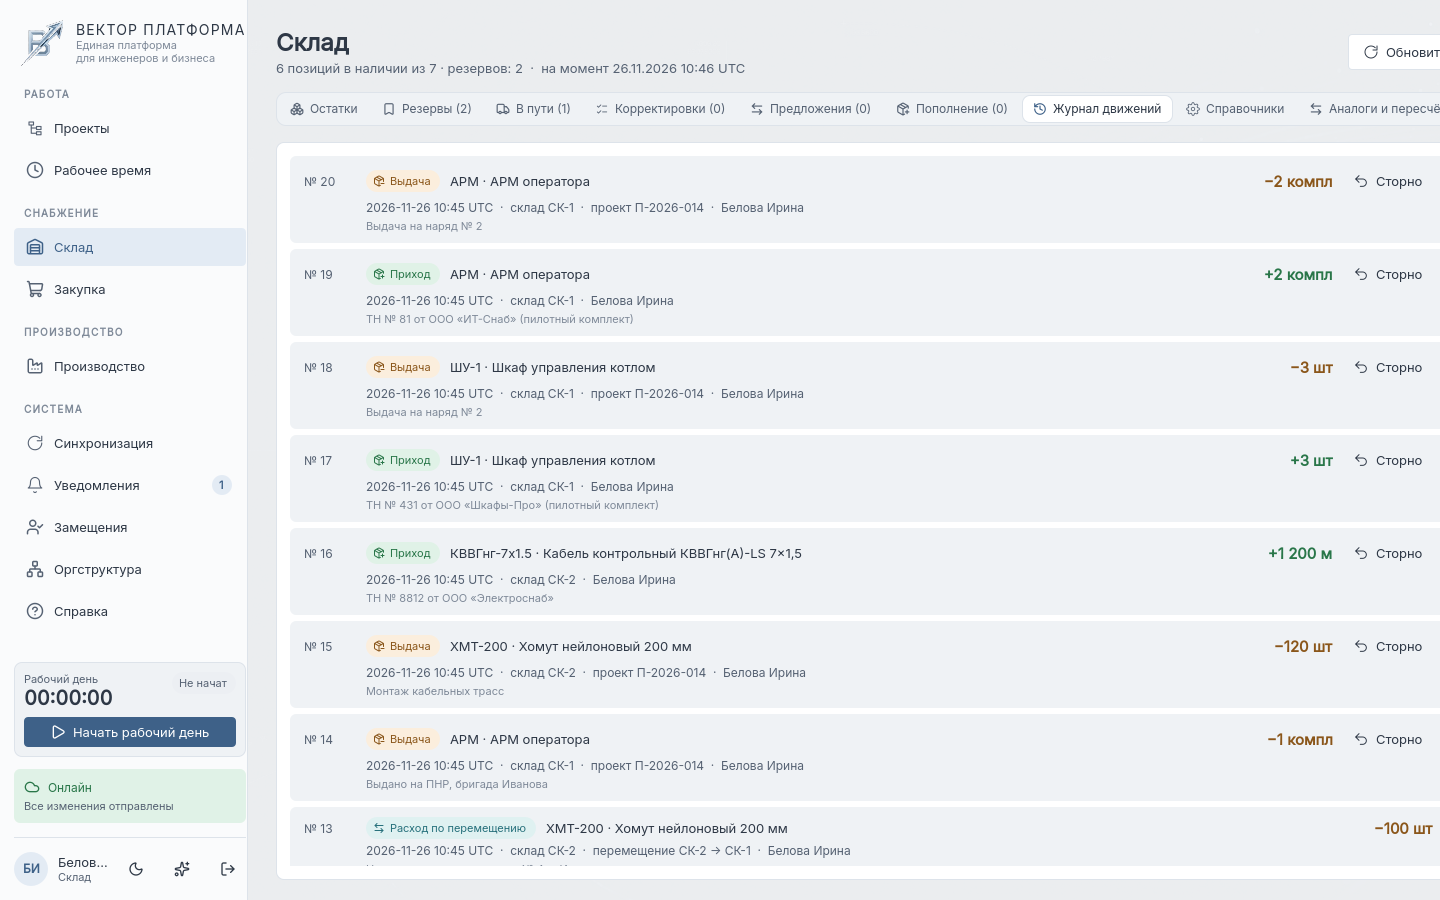 ВЕКТОР ПЛАТФОРМА
Единая платформа
для инженеров и бизнеса
РАБОТА
Проекты
Рабочее время
СНАБЖЕНИЕ
Склад
Закупка
ПРОИЗВОДСТВО
Производство
СИСТЕМА
Синхронизация
Уведомления 1
Замещения
Оргструктура
Справка
Рабочий день
00:00:00 Не начат
Начать рабочий день
Онлайн
Все изменения отправлены
БИ Белов...
Склад
Склад
6 позиций в наличии из 7 · резервов: 2 · на момент 26.11.2026 10:46 UTC
Обновит
Остатки Резервы (2) В пути (1) Корректировки (0) Предложения (0) Пополнение (0) Журнал движений Справочники Аналоги и пересчё
№ 20 Выдача АРМ · АРМ оператора −2 компл Сторно
2026-11-26 10:45 UTC · склад СК-1 · проект П-2026-014 · Белова Ирина
Выдача на наряд № 2
№ 19 Приход АРМ · АРМ оператора +2 компл Сторно
2026-11-26 10:45 UTC · склад СК-1 · Белова Ирина
ТН № 81 от ООО «ИТ-Снаб» (пилотный комплект)
№ 18 Выдача ШУ-1 · Шкаф управления котлом −3 шт Сторно
2026-11-26 10:45 UTC · склад СК-1 · проект П-2026-014 · Белова Ирина
Выдача на наряд № 2
№ 17 Приход ШУ-1 · Шкаф управления котлом +3 шт Сторно
2026-11-26 10:45 UTC · склад СК-1 · Белова Ирина
ТН № 431 от ООО «Шкафы-Про» (пилотный комплект)
№ 16 Приход КВВГнг-7х1.5 · Кабель контрольный КВВГнг(А)-LS 7×1,5 +1 200 м Сторно
2026-11-26 10:45 UTC · склад СК-2 · Белова Ирина
ТН № 8812 от ООО «Электроснаб»
№ 15 Выдача ХМТ-200 · Хомут нейлоновый 200 мм −120 шт Сторно
2026-11-26 10:45 UTC · склад СК-2 · проект П-2026-014 · Белова Ирина
Монтаж кабельных трасс
№ 14 Выдача АРМ · АРМ оператора −1 компл Сторно
2026-11-26 10:45 UTC · склад СК-1 · проект П-2026-014 · Белова Ирина
Выдано на ПНР, бригада Иванова
№ 13 Расход по перемещению ХМТ-200 · Хомут нейлоновый 200 мм −100 шт
2026-11-26 10:45 UTC · склад СК-2 · перемещение СК-2 → СК-1 · Белова Ирина